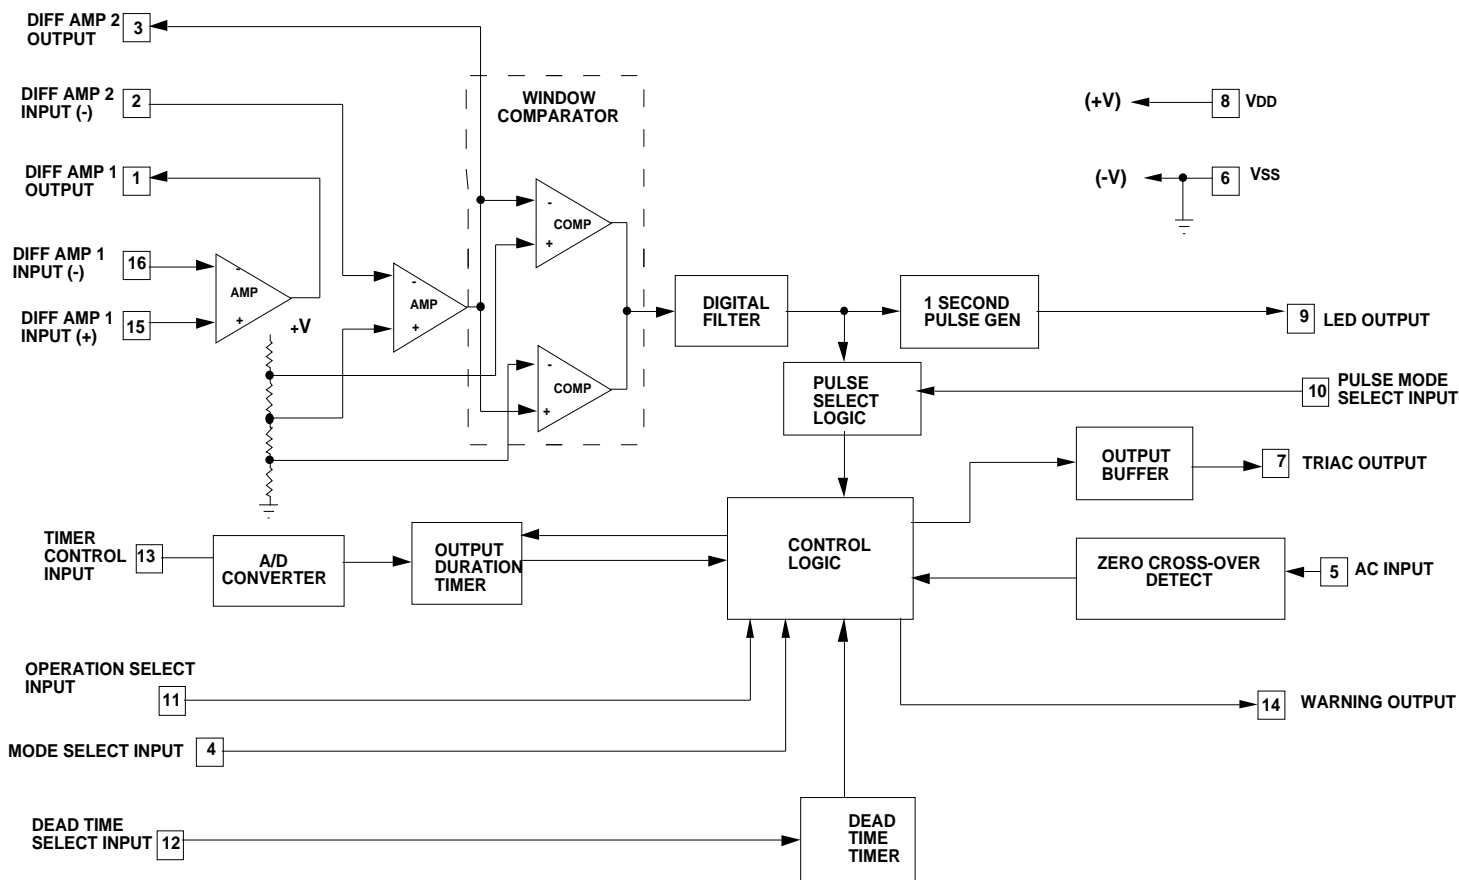 DIFF AMP 2
OUTPUT
3
DIFF AMP 2
INPUT (-)
2
DIFF AMP 1
OUTPUT
1
DIFF AMP 1
INPUT (-)
16
DIFF AMP 1
INPUT (+)
15
-
AMP
+
+V
-
AMP
+
WINDOW
COMPARATOR
-
COMP
+
-
COMP
+
(+V)
8
VDD
(-V)
6
VSS
DIGITAL
FILTER
1 SECOND
PULSE GEN
9
LED OUTPUT
PULSE
SELECT
LOGIC
10
PULSE MODE
SELECT INPUT
OUTPUT
BUFFER
7
TRIAC OUTPUT
TIMER
CONTROL
INPUT
13
A/D
CONVERTER
OUTPUT
DURATION
TIMER
CONTROL
LOGIC
ZERO CROSS-OVER
DETECT
5
AC INPUT
OPERATION SELECT
INPUT
11
14
WARNING OUTPUT
MODE SELECT INPUT
4
DEAD TIME
SELECT INPUT
12
DEAD
TIME
TIMER